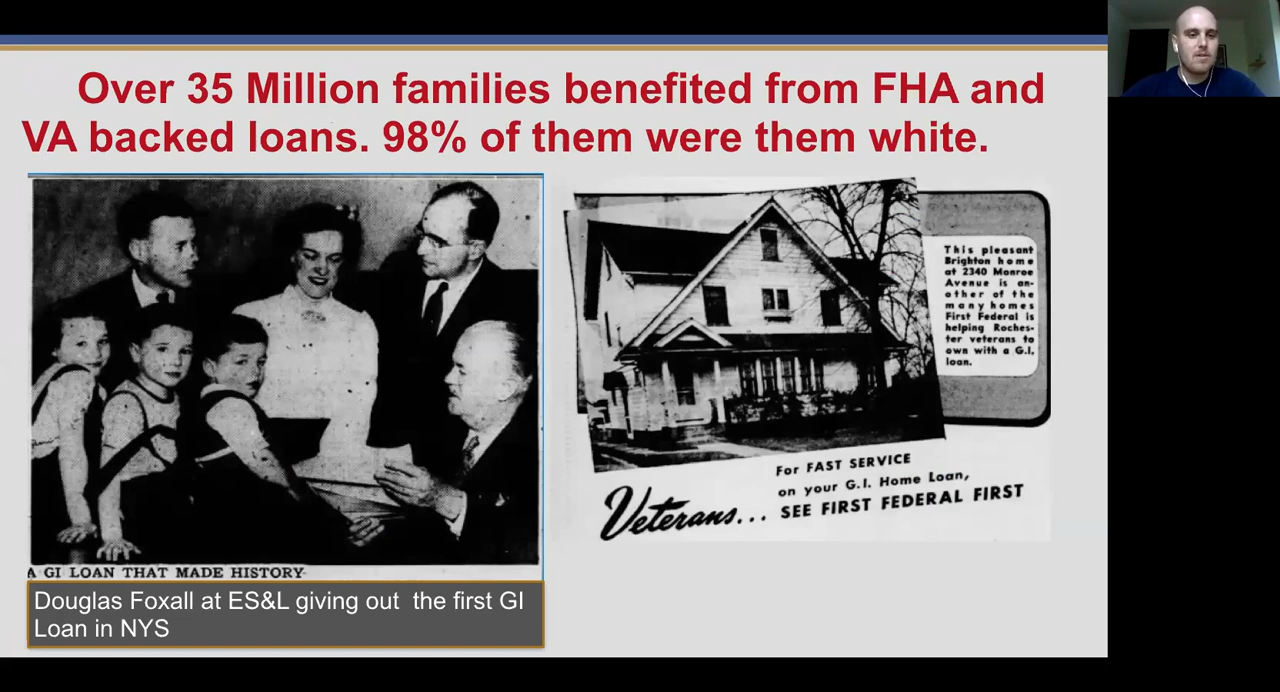 Over 35 Million families benefited from FHA and
VA backed loans. 98% of them were them white.
A GI LOAN THAT MADE HISTORY
Douglas Foxall at ES&L giving out the first GI
Loan in NYS
This pleasant
Brighton home
at 2340 Monroe
Avenue is an-
other of the
many homes
First Federal is
helping Roches-
ter veterans to
own with a G.I.
loan.
For FAST SERVICE
on your G.I. Home Loan,
Veterans... SEE FIRST FEDERAL FIRST